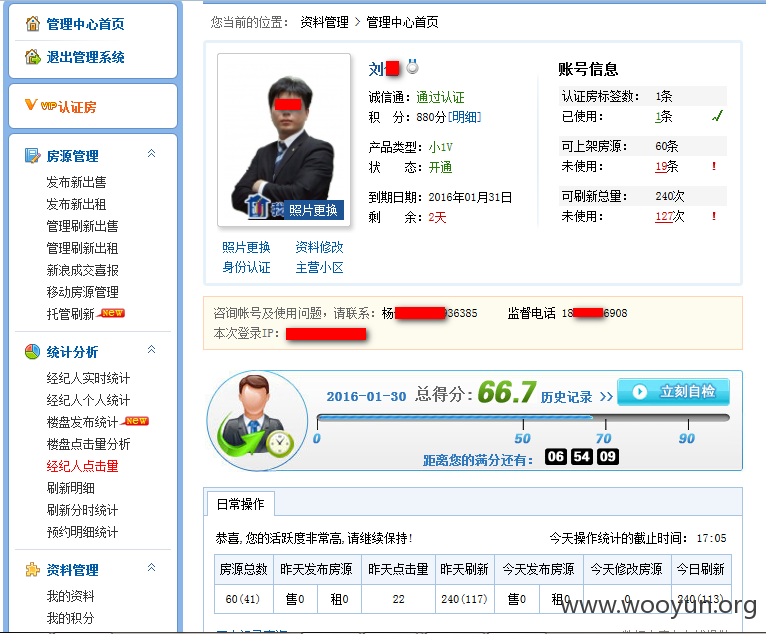 管理中心首页
退出管理系统
VIP认证房
房源管理
发布新出售
发布新出租
管理刷新出售
管理刷新出租
新浪成交喜报
移动房源管理
托管刷新 new
统计分析
经纪人实时统计
经纪人个人统计
楼盘发布统计 new
楼盘点击量分析
经纪人点击量
刷新明细
刷新分时统计
预约明细统计
资料管理
我的资料
我的积分
您当前的位置: 资料管理 > 管理中心首页
刘
诚信通: 通过认证
积 分: 880分[明细]
产品类型: 小1V
状 态: 开通
到期日期: 2016年01月31日
剩 余: 2天
照片更换
照片更换 资料修改
身份认证 主营小区
账号信息
认证房标签数: 1条
已使用: 1条
可上架房源: 60条
未使用: 19条 !
可刷新总量: 240次
未使用: 127次 !
咨询帐号及使用问题, 请联系: 杨 36385 监督电话 18 6908
本次登录IP:
2016-01-30 总得分: 66.7 历史记录 >> 立刻自检
0 50 70 90
距离您的满分还有: 06 54 09
日常操作
恭喜, 您的活跃度非常高, 请继续保持! 今天操作统计的截止时间: 17:05
房源总数 昨天发布房源 昨天点击量 昨天刷新 今天发布房源 今天修改房源 今日刷新
60(41) 售0 租0 22 240(117) 售0 租0 0 240(113)
www.wooyun.org